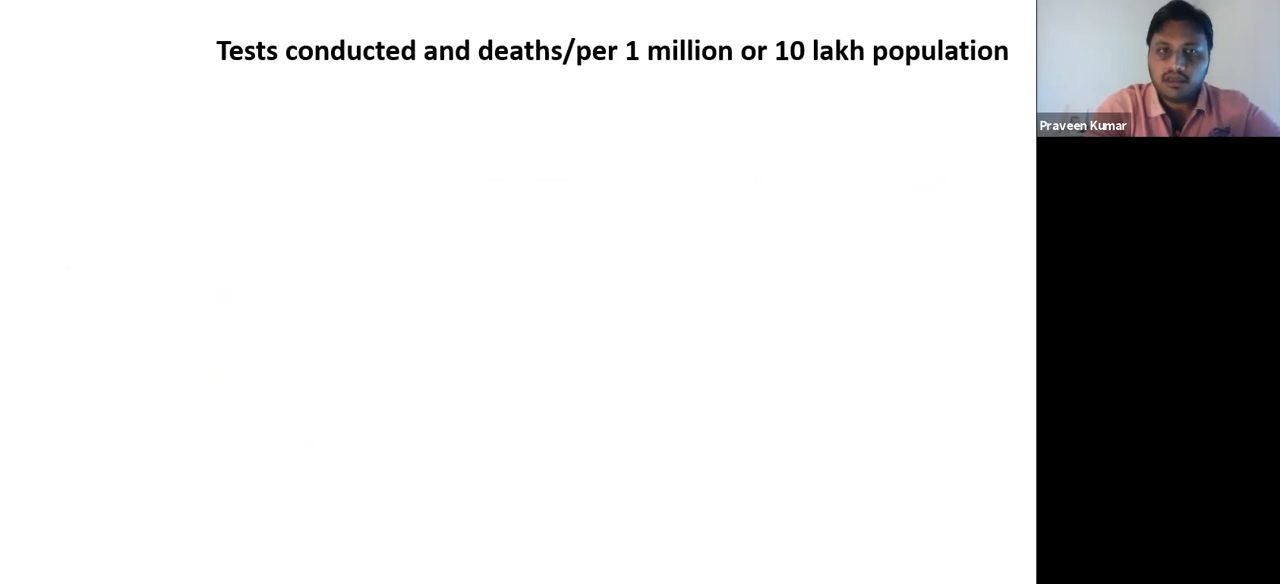 Tests conducted and deaths/per 1 million or 10 lakh population
Praveen Kumar